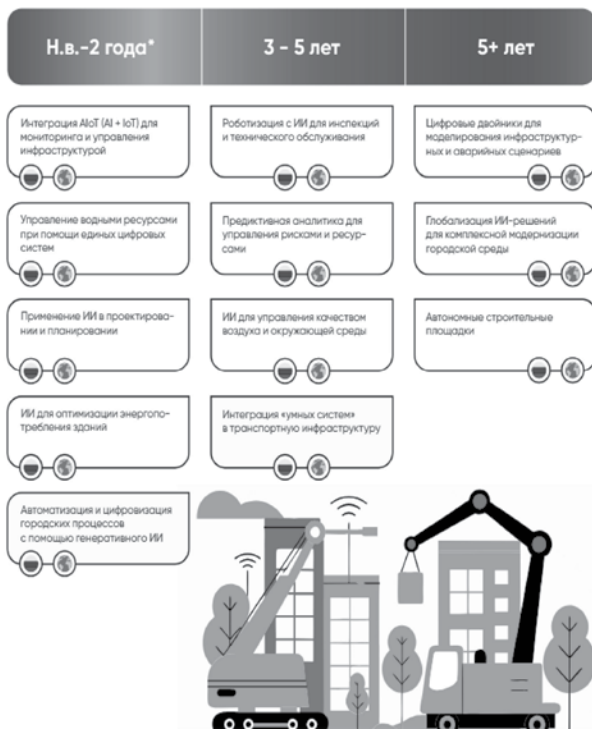 Н.в.-2 года*
3 - 5 лет
5+ лет
Интеграция AIoT (AI + IoT) для
мониторинга и управления
инфраструктурой
Роботизация с ИИ для инспекций
и технического обслуживания
Цифровые двойники для
моделирования инфраструктур-
ных и аварийных сценариев
Управление водными ресурсами
при помощи единых цифровых
систем
Предиктивная аналитика для
управления рисками и ресур-
сами
Глобализация ИИ-решений
для комплексной модернизации
городской среды
Применение ИИ в проектирова-
нии и планировании
ИИ для управления качеством
воздуха и окружающей среды
Автономные строительные
площадки
ИИ для оптимизации энергопо-
требления зданий
Интеграция «умных систем»
в транспортную инфраструктуру
Автоматизация и цифровизация
городских процессов
с помощью генеративного ИИ